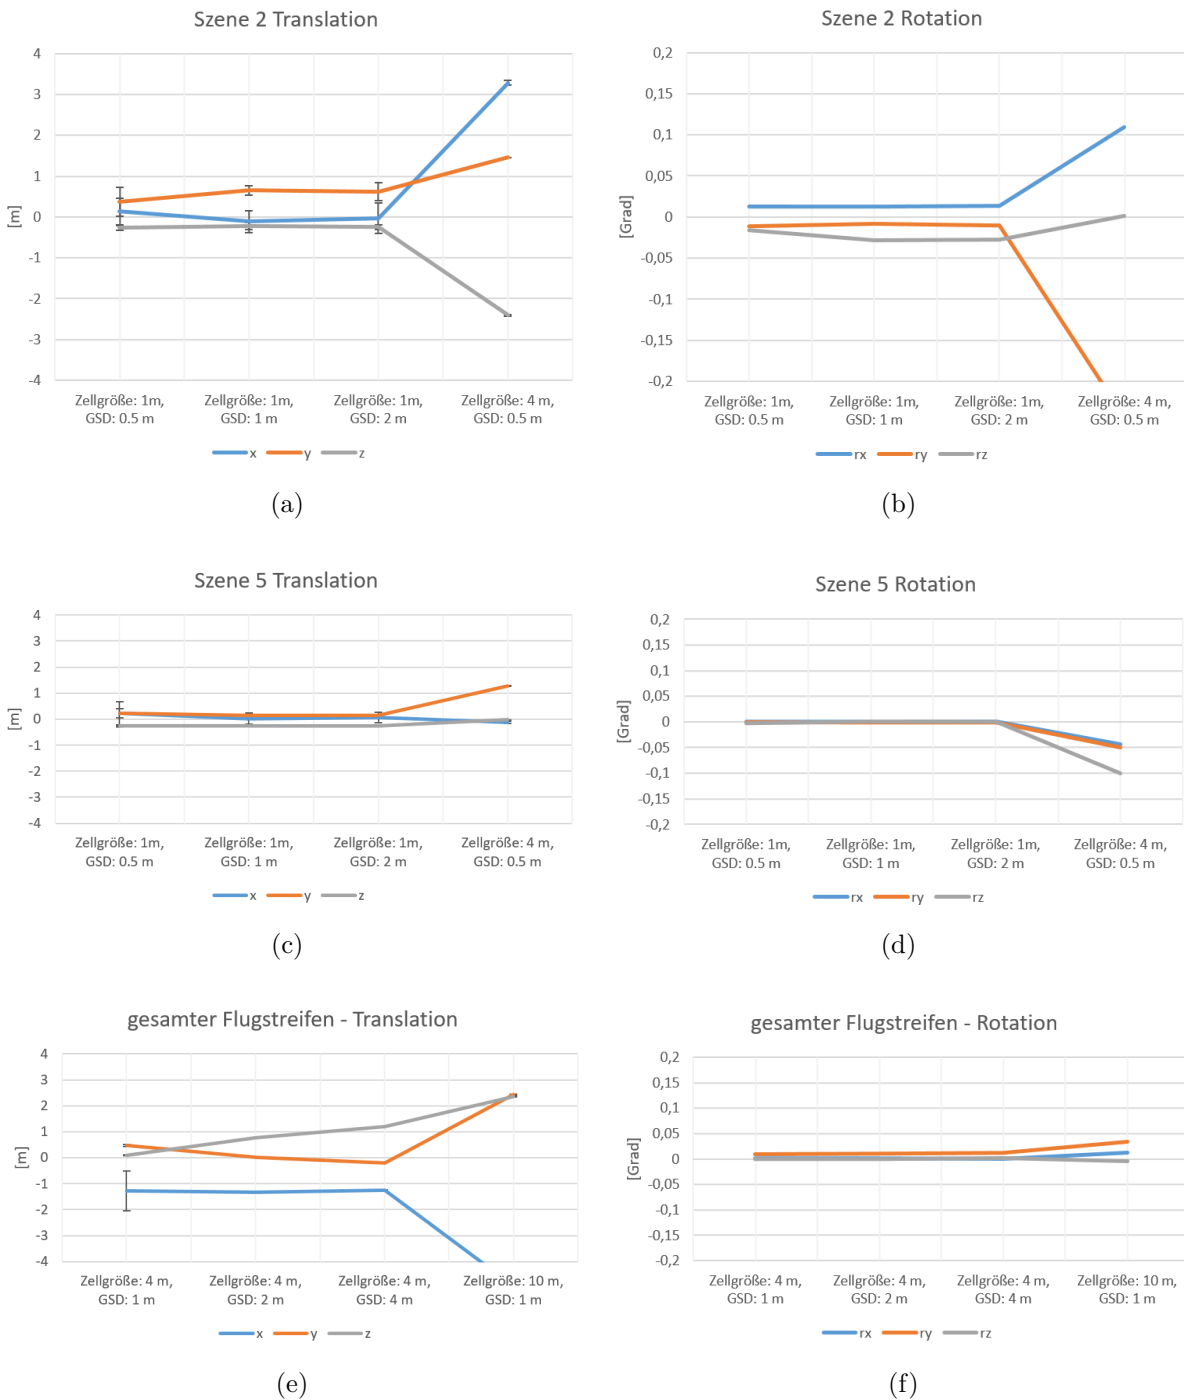 Szene 2 Translation
4
3
2
1
0
-1
-2
-3
-4
[m]
Zellgröße: 1m, GSD: 0.5 m
Zellgröße: 1m, GSD: 1 m
Zellgröße: 1m, GSD: 2 m
Zellgröße: 4 m, GSD: 0.5 m
x y z
(a)
Szene 2 Rotation
0,2
0,15
0,1
0,05
0
-0,05
-0,1
-0,15
-0,2
[Grad]
Zellgröße: 1m, GSD: 0.5 m
Zellgröße: 1m, GSD: 1 m
Zellgröße: 1m, GSD: 2 m
Zellgröße: 4 m, GSD: 0.5 m
rx ry rz
(b)
Szene 5 Translation
4
3
2
1
0
-1
-2
-3
-4
[m]
Zellgröße: 1m, GSD: 0.5 m
Zellgröße: 1m, GSD: 1 m
Zellgröße: 1m, GSD: 2 m
Zellgröße: 4 m, GSD: 0.5 m
x y z
(c)
Szene 5 Rotation
0,2
0,15
0,1
0,05
0
-0,05
-0,1
-0,15
-0,2
[Grad]
Zellgröße: 1m, GSD: 0.5 m
Zellgröße: 1m, GSD: 1 m
Zellgröße: 1m, GSD: 2 m
Zellgröße: 4 m, GSD: 0.5 m
rx ry rz
(d)
gesamter Flugstreifen - Translation
4
3
2
1
0
-1
-2
-3
-4
[m]
Zellgröße: 4 m, GSD: 1 m
Zellgröße: 4 m, GSD: 2 m
Zellgröße: 4 m, GSD: 4 m
Zellgröße: 10 m, GSD: 1 m
x y z
(e)
gesamter Flugstreifen - Rotation
0,2
0,15
0,1
0,05
0
-0,05
-0,1
-0,15
-0,2
[Grad]
Zellgröße: 4 m, GSD: 1 m
Zellgröße: 4 m, GSD: 2 m
Zellgröße: 4 m, GSD: 4 m
Zellgröße: 10 m, GSD: 1 m
rx ry rz
(f)